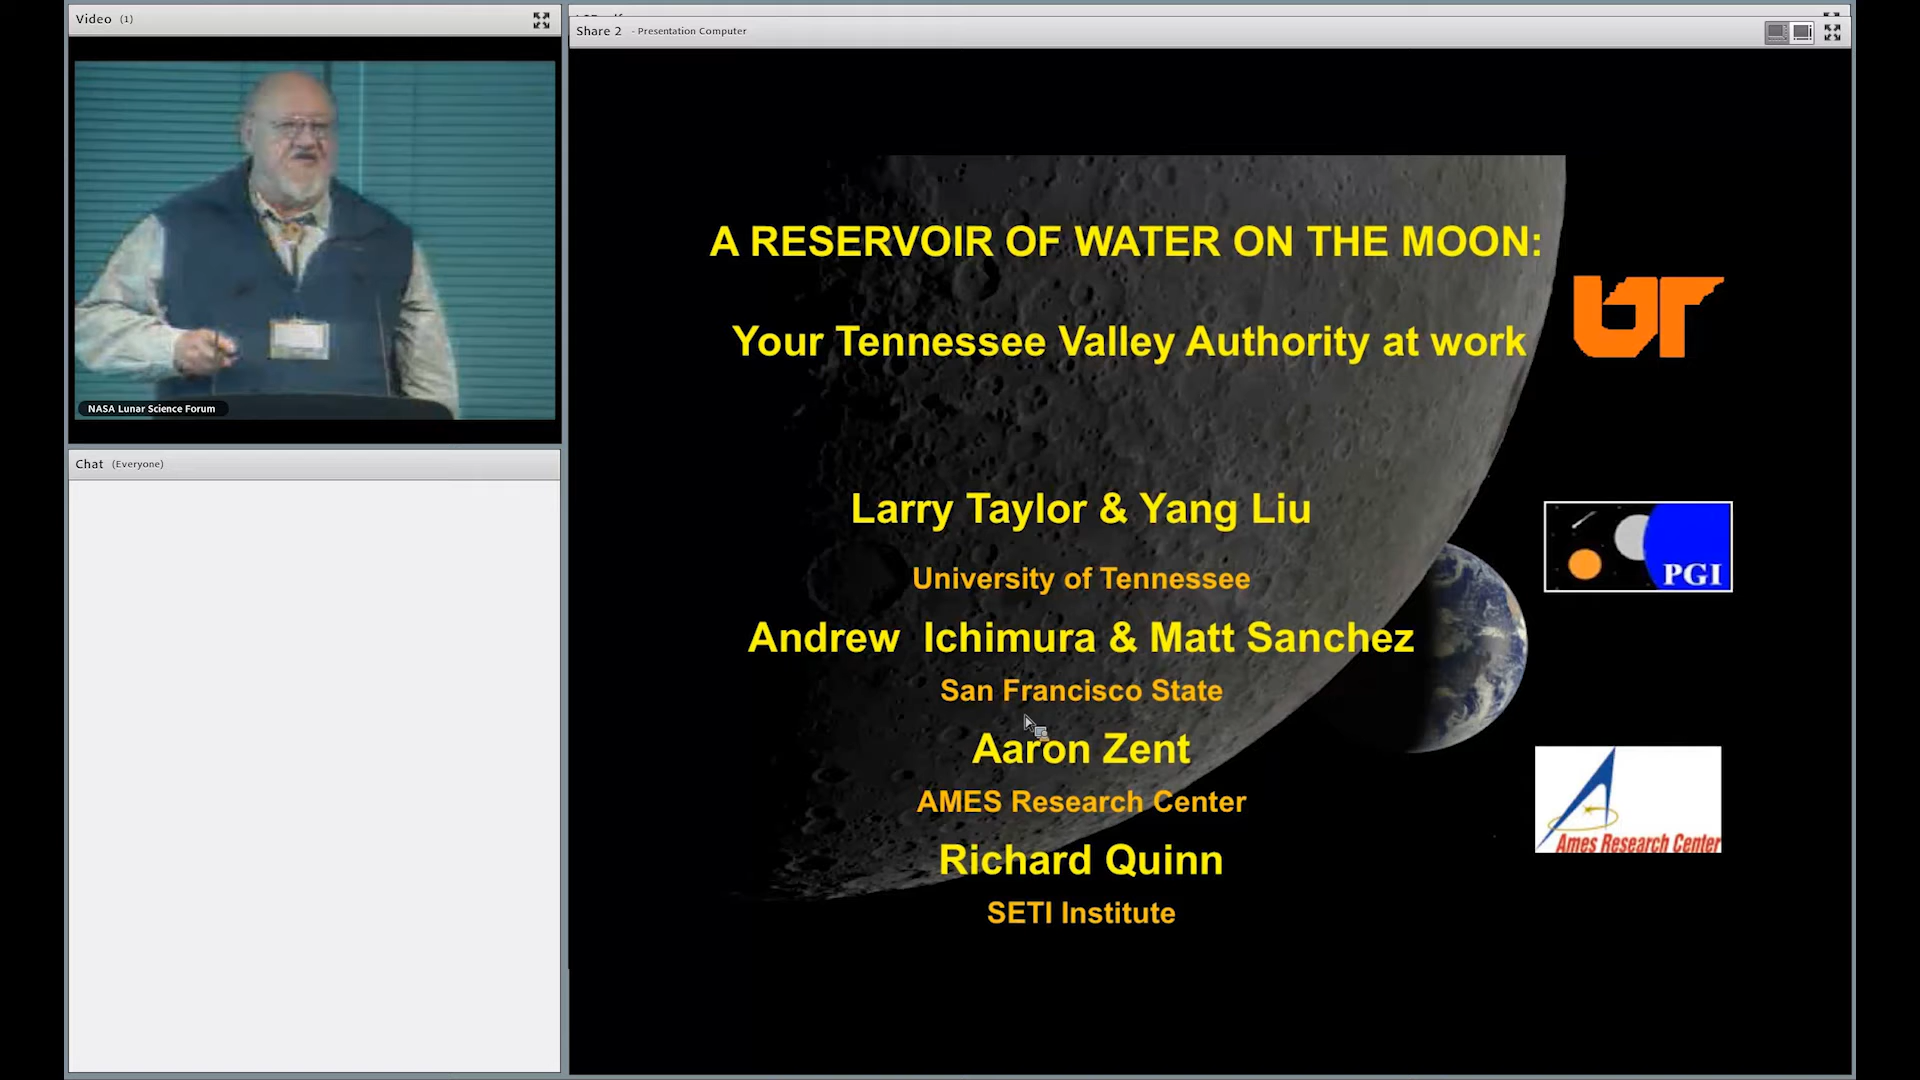 Video (1)
NASA Lunar Science Forum
Chat (Everyone)
Share 2 - Presentation Computer
A RESERVOIR OF WATER ON THE MOON:
Your Tennessee Valley Authority at work
UT
Larry Taylor & Yang Liu
University of Tennessee
PGI
Andrew Ichimura & Matt Sanchez
San Francisco State
Aaron Zent
AMES Research Center
Ames Research Center
Richard Quinn
SETI Institute